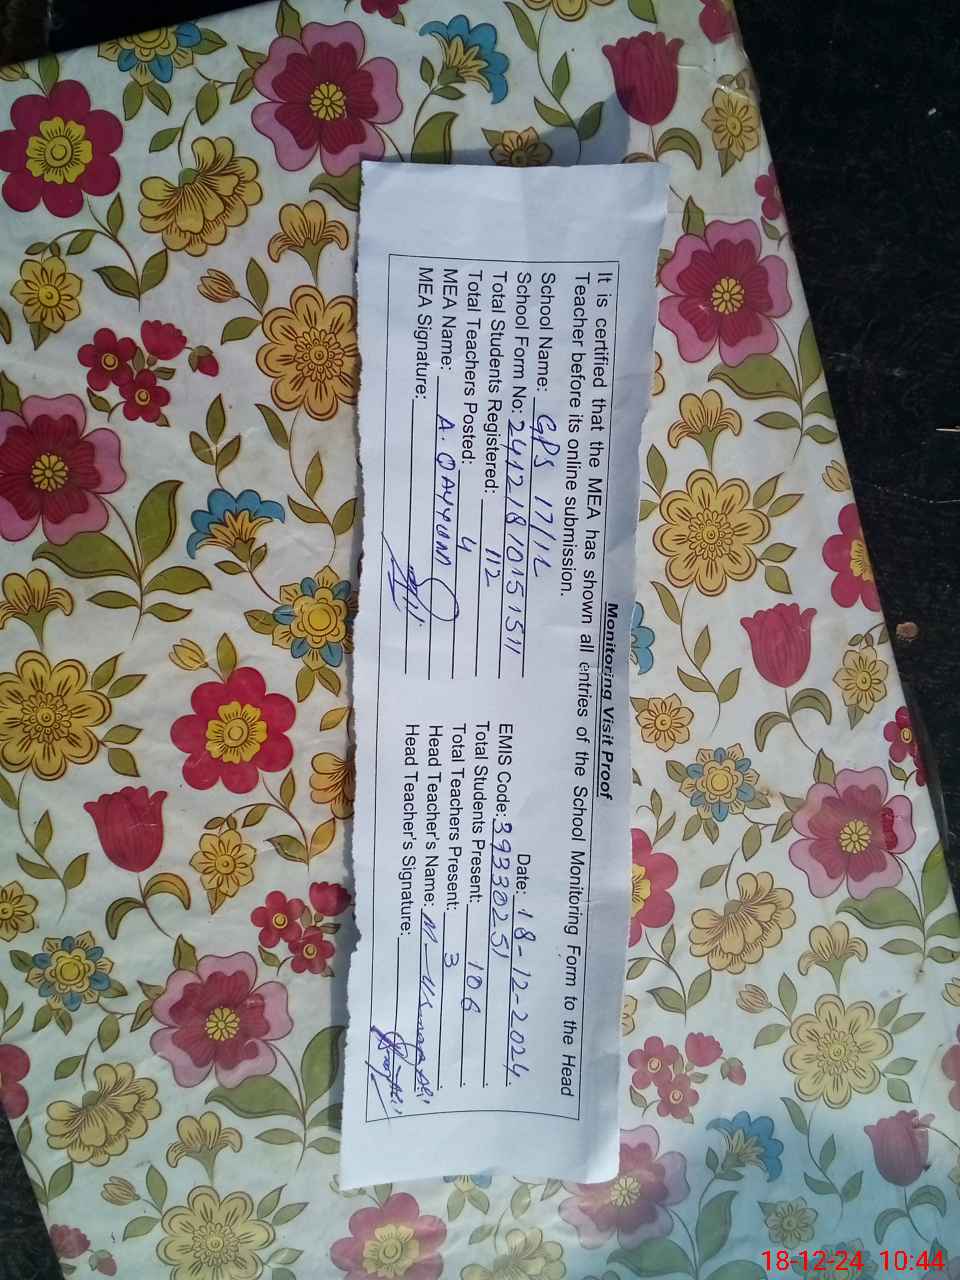 Monitoring Visit Proof
It is certified that the MEA has shown all entries of the School Monitoring Form to the Head
Teacher before its online submission.
School Name: GPS 17/1L Date: 18-12-2024
School Form No: 24121810151511 EMIS Code: 39330251
Total Students Registered: 112 Total Students Present: 106
Total Teachers Posted: 4 Total Teachers Present: 3
MEA Name: A. QAYYUM Head Teacher's Name: M.
MEA Signature: Head Teacher's Signature:
18-12-24 10:44